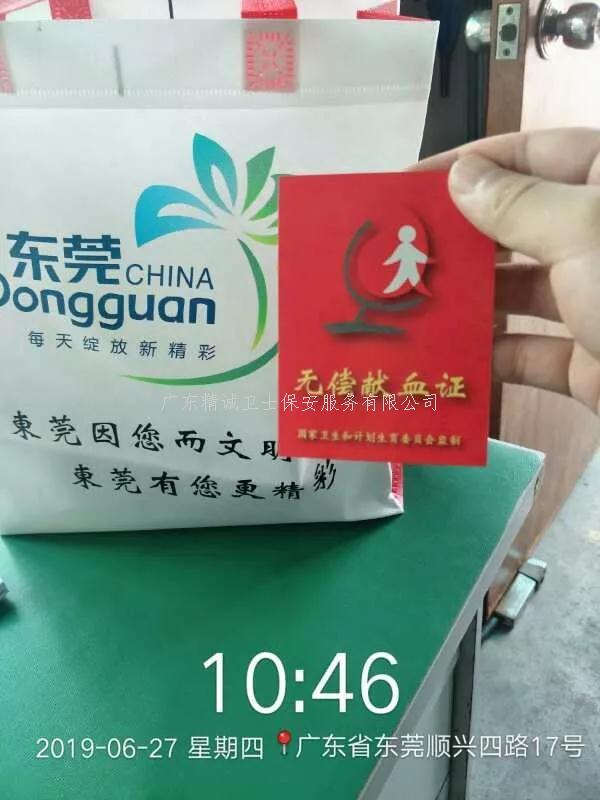 东莞 CHINA
Dongguan
每天绽放新精彩
東莞因您而文明
東莞有您更精彩
无偿献血证
国家卫生和计划生育委员会监制
广东精诚卫士保安服务有限公司
10:46
2019-06-27 星期四 广东省东莞顺兴四路17号